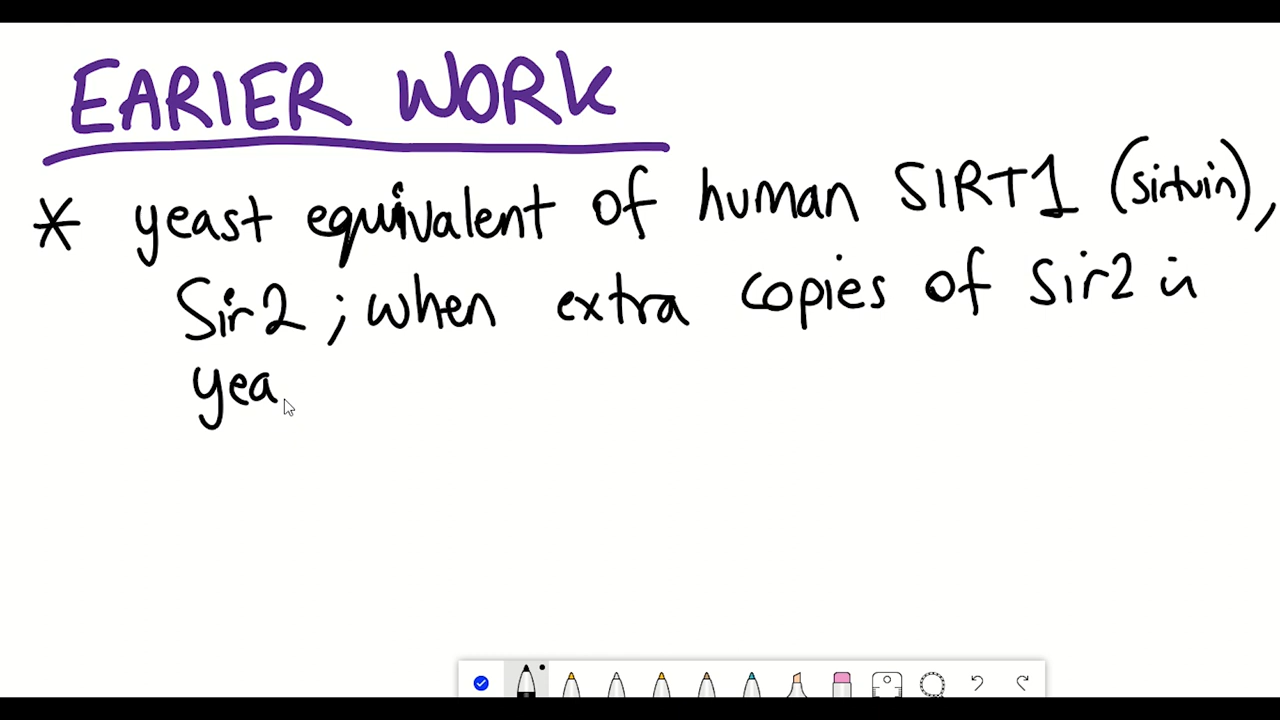 EARIER WORK
* yeast equivalent of human SIRT1 (sirtuin),
Sir2 ; when extra copies of Sir2 in
yea